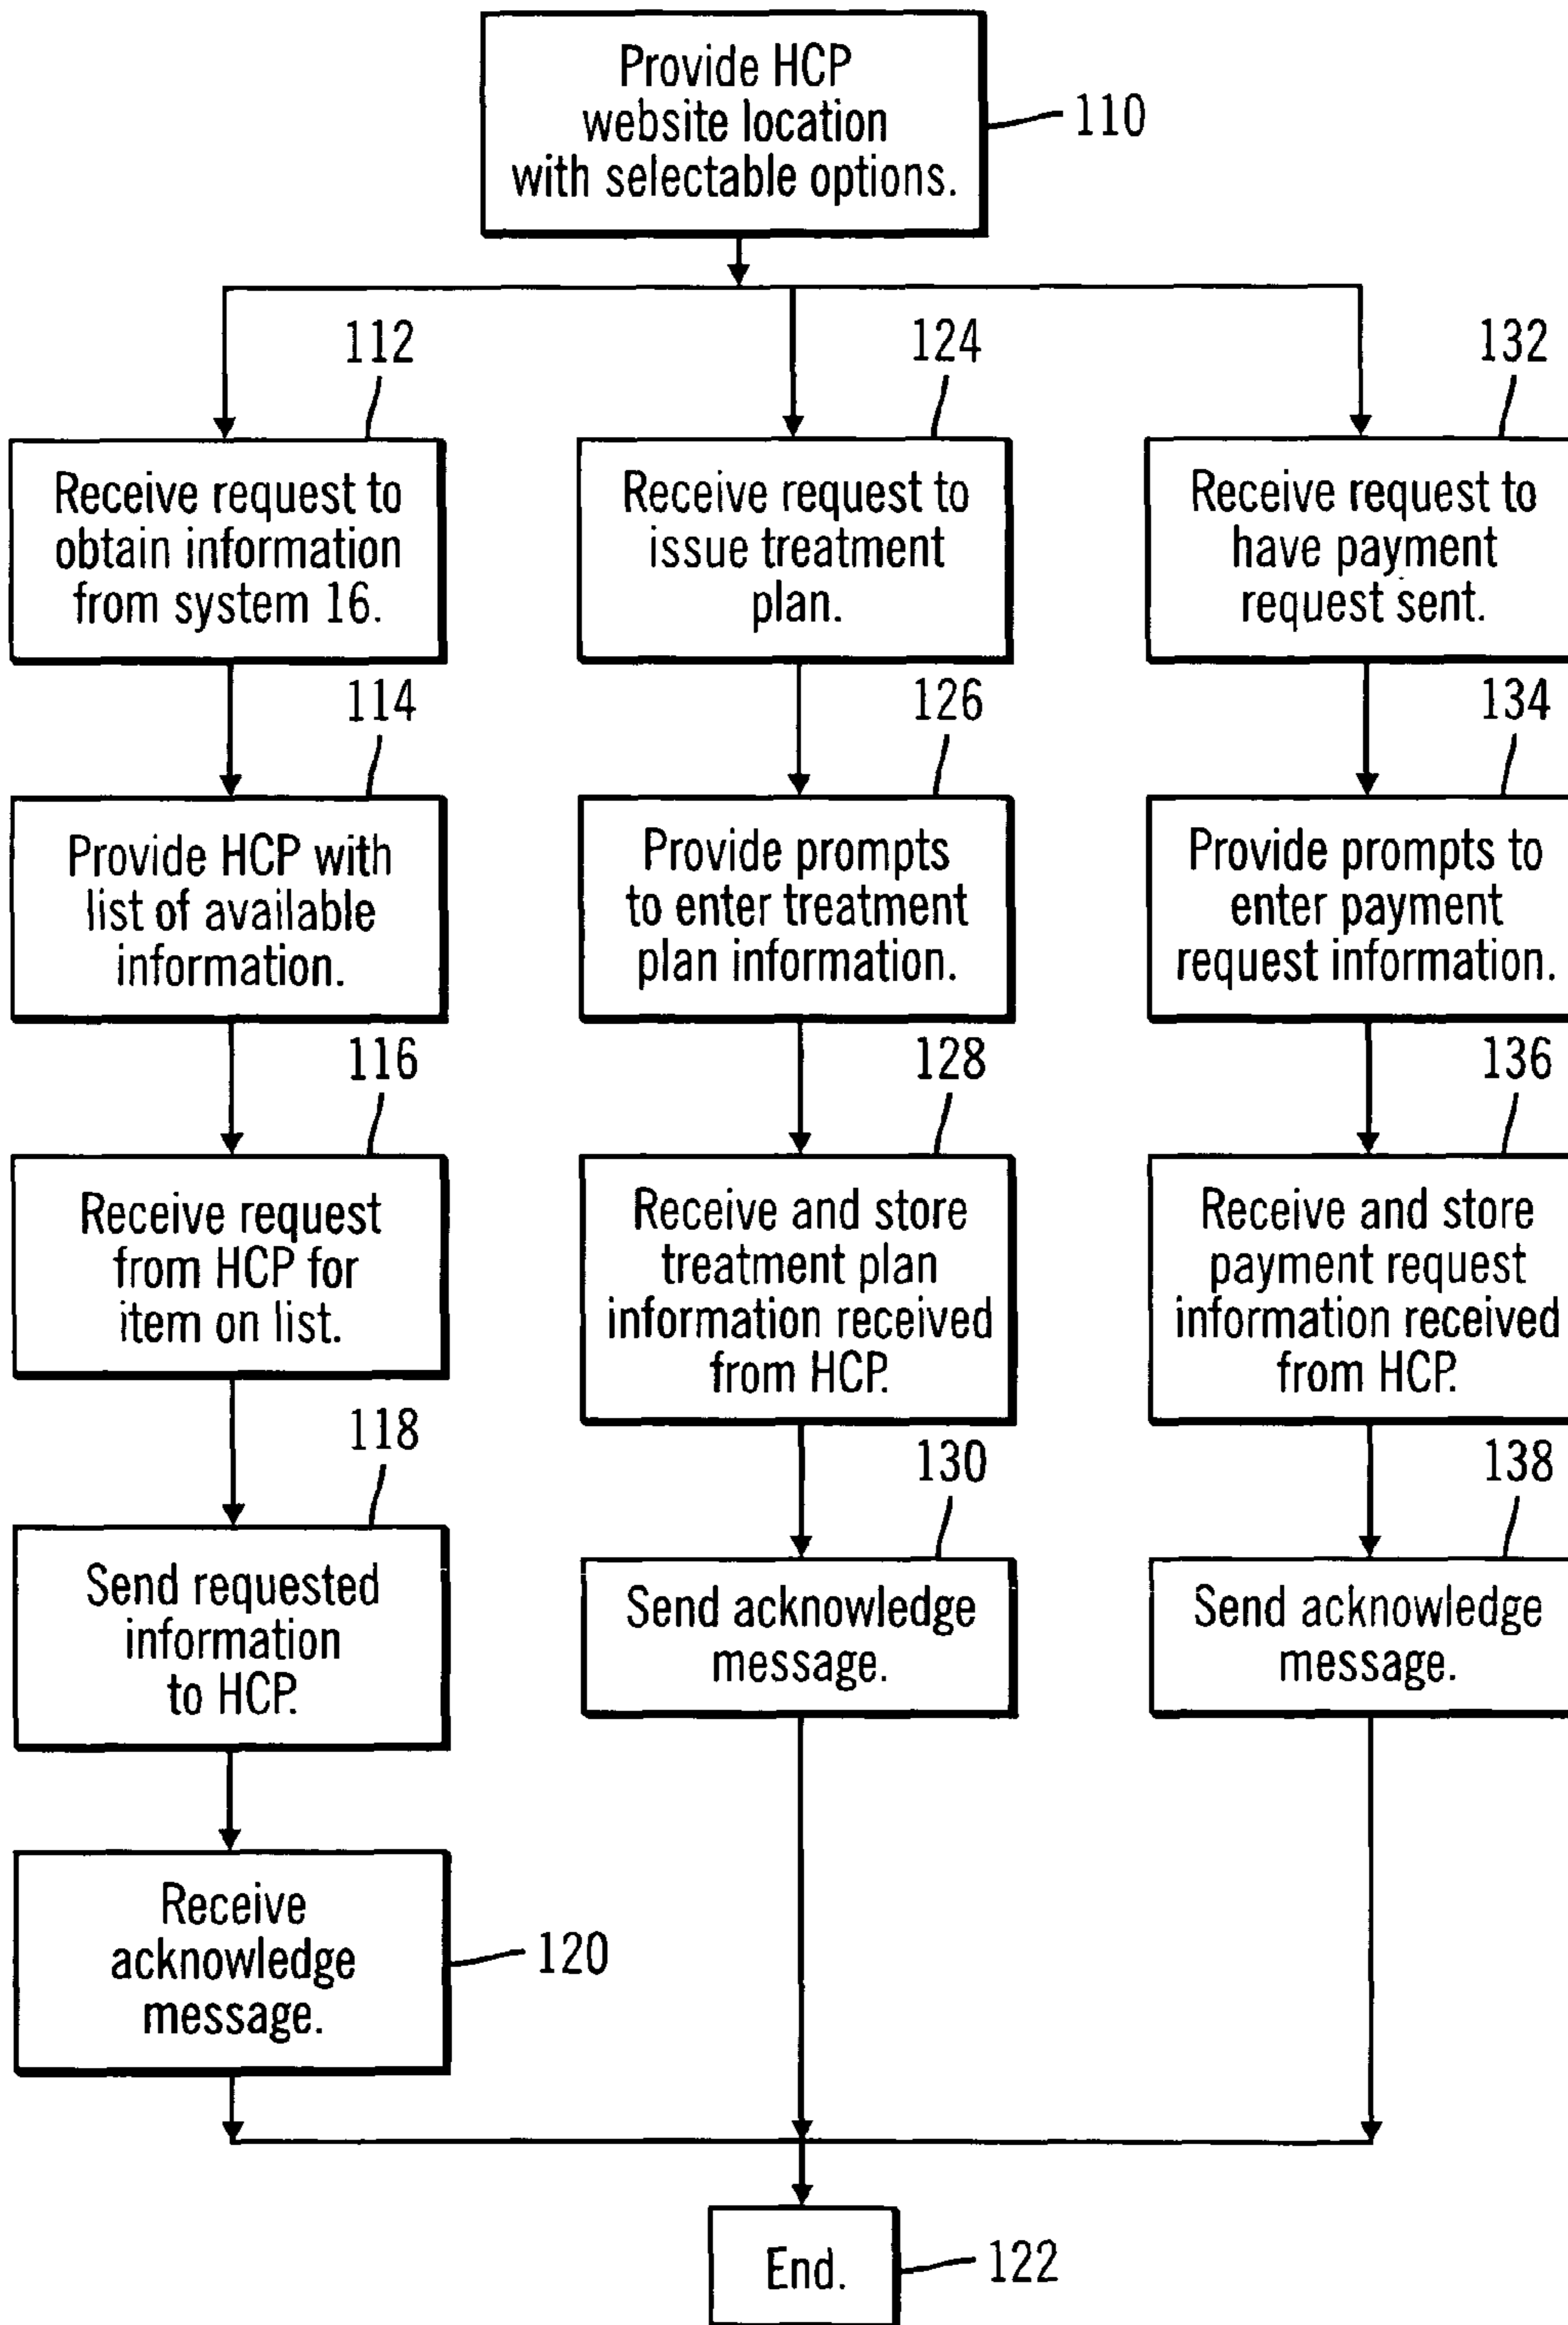 Provide HCP
website location
with selectable options.
110
112
Receive request to
obtain information
from system 16.
114
Provide HCP with
list of available
information.
116
Receive request
from HCP for
item on list.
118
Send requested
information
to HCP.
Receive
acknowledge
message.
120
124
Receive request to
issue treatment
plan.
126
Provide prompts
to enter treatment
plan information.
128
Receive and store
treatment plan
information received
from HCP.
130
Send acknowledge
message.
132
Receive request to
have payment
request sent.
134
Provide prompts to
enter payment
request information.
136
Receive and store
payment request
information received
from HCP.
138
Send acknowledge
message.
End.
122